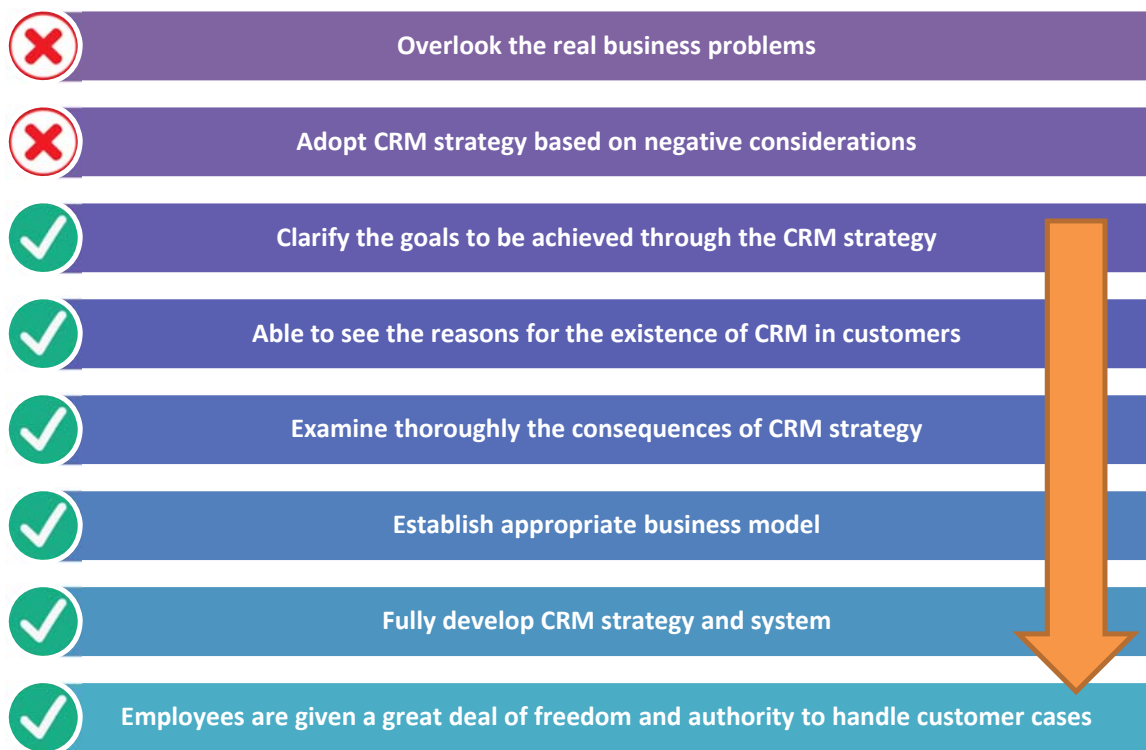 Overlook the real business problems
Adopt CRM strategy based on negative considerations
Clarify the goals to be achieved through the CRM strategy
Able to see the reasons for the existence of CRM in customers
Examine thoroughly the consequences of CRM strategy
Establish appropriate business model
Fully develop CRM strategy and system
Employees are given a great deal of freedom and authority to handle customer cases